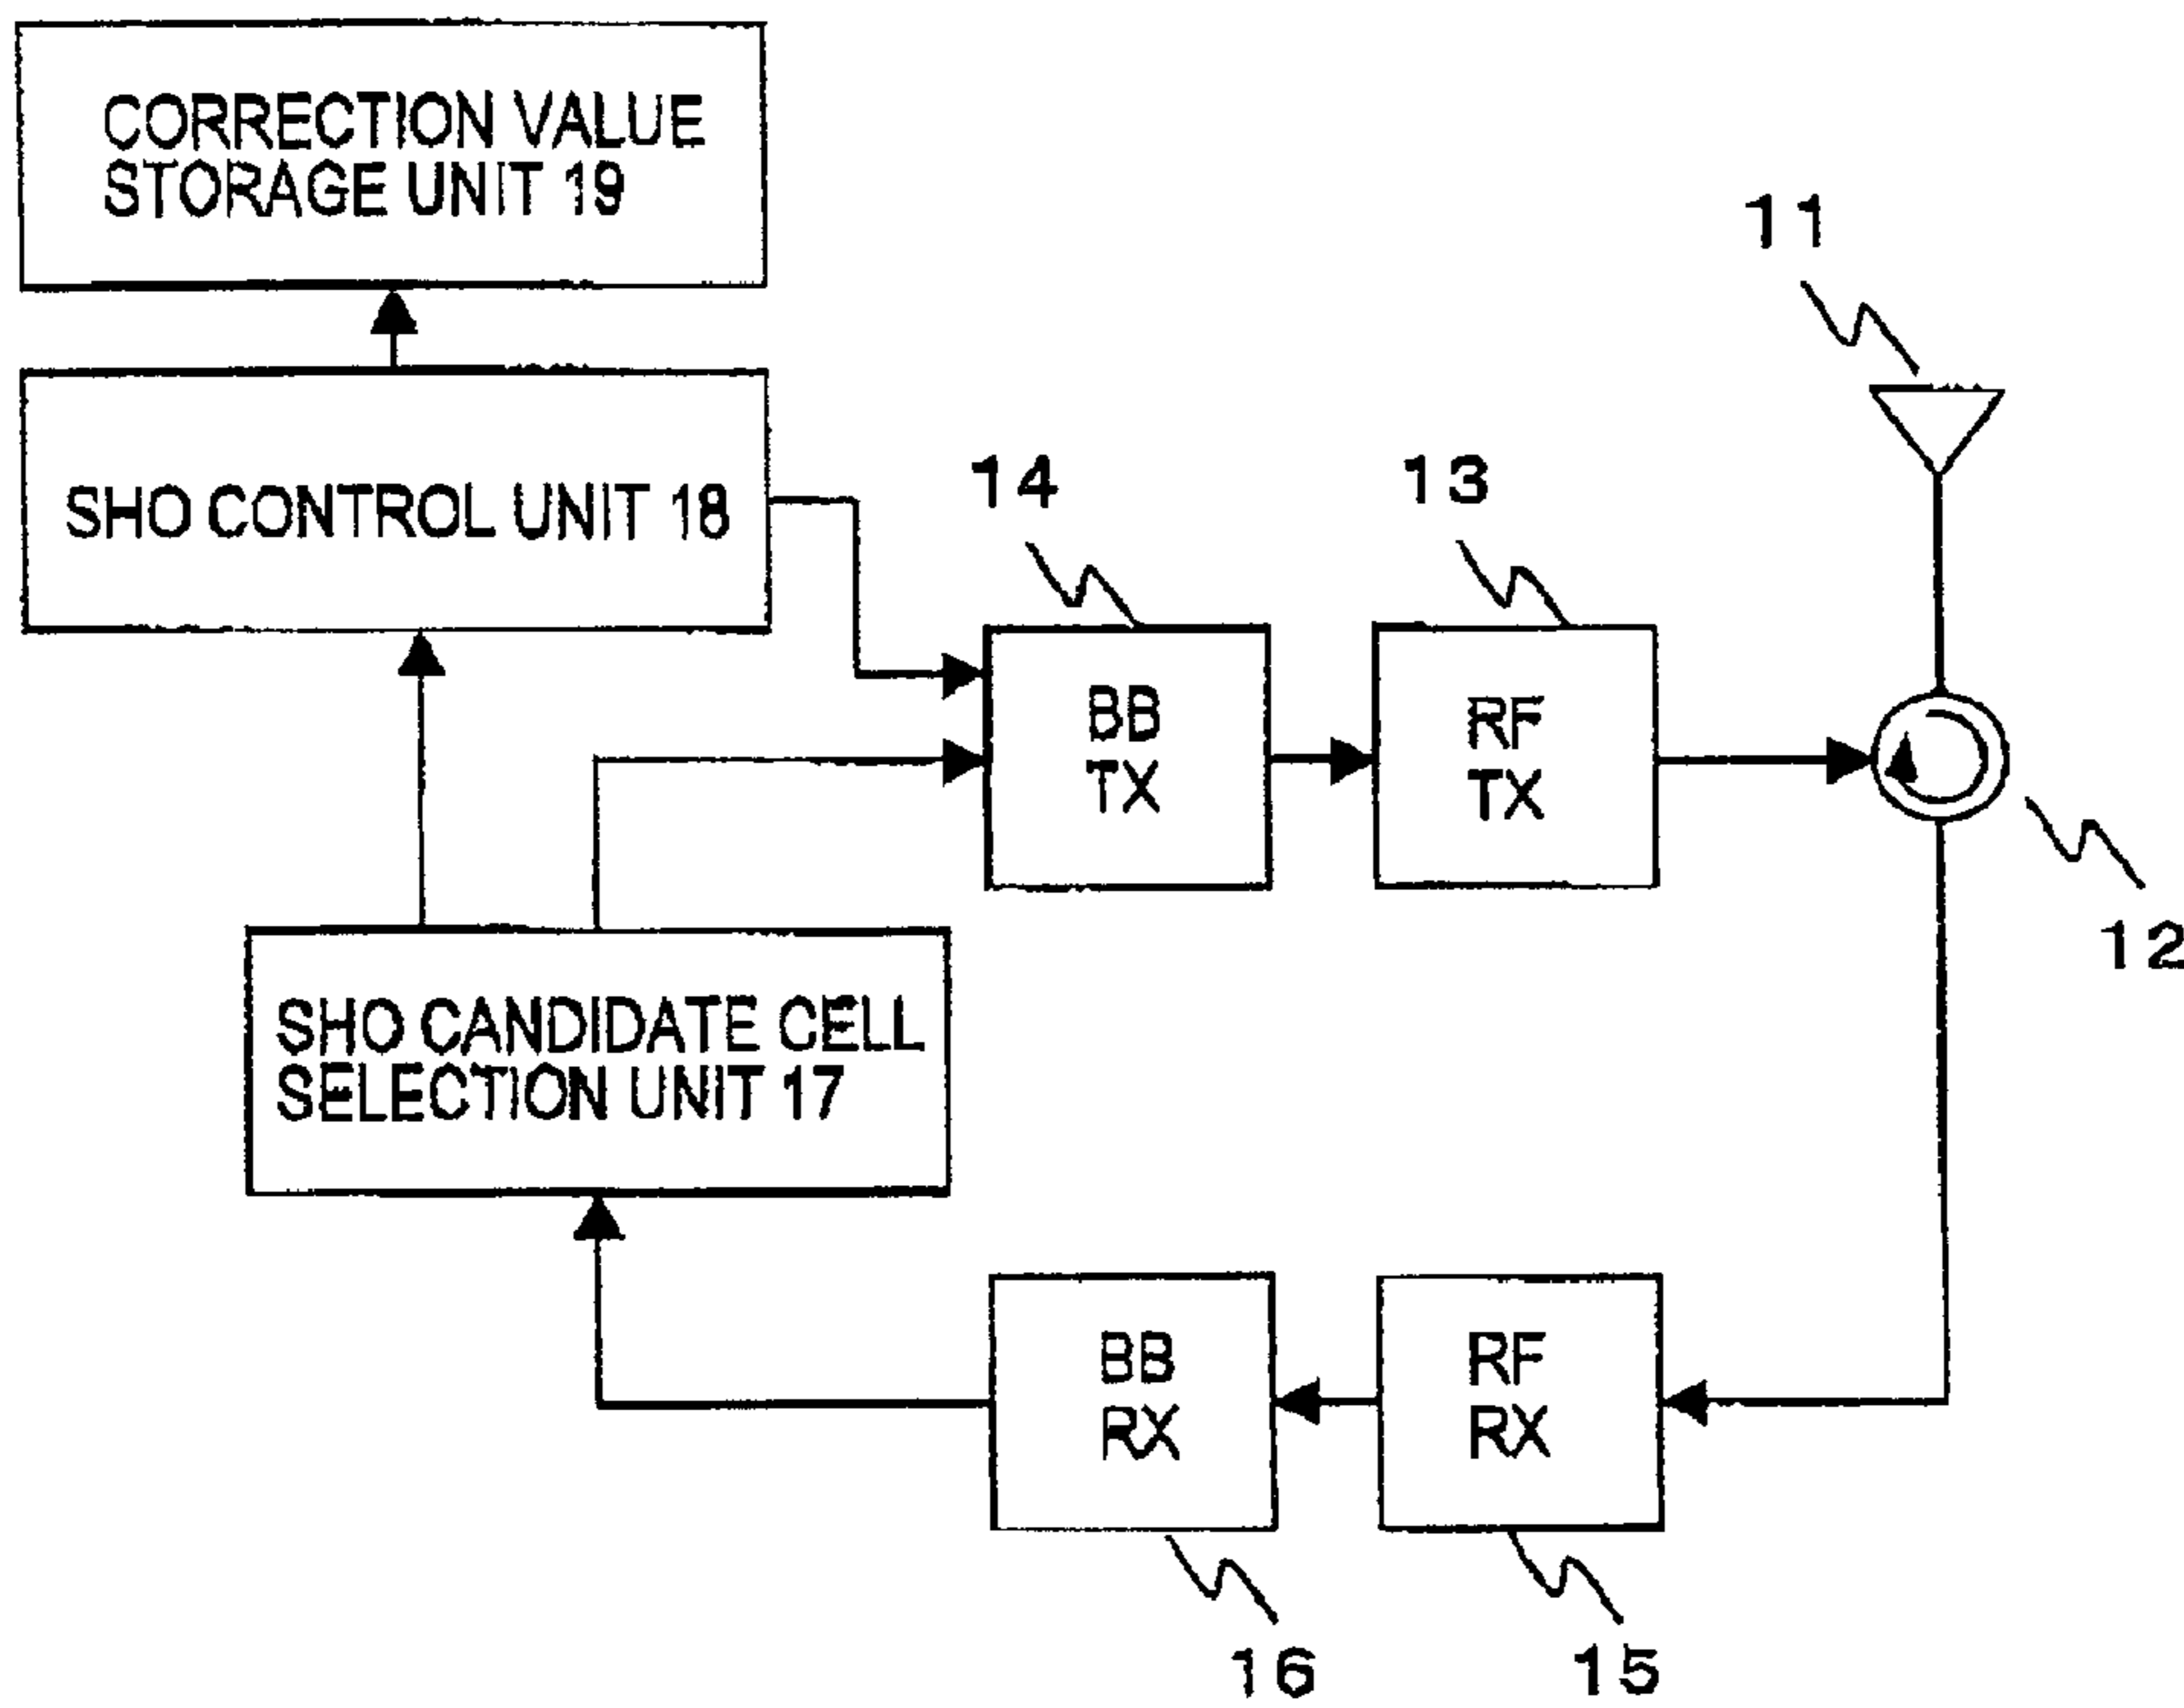 CORRECTION VALUE
STORAGE UNIT 19
11
SHO CONTROL UNIT 18
14
13
BB
TX
RF
TX
12
SHO CANDIDATE CELL
SELECTION UNIT 17
BB
RX
RF
RX
16
15